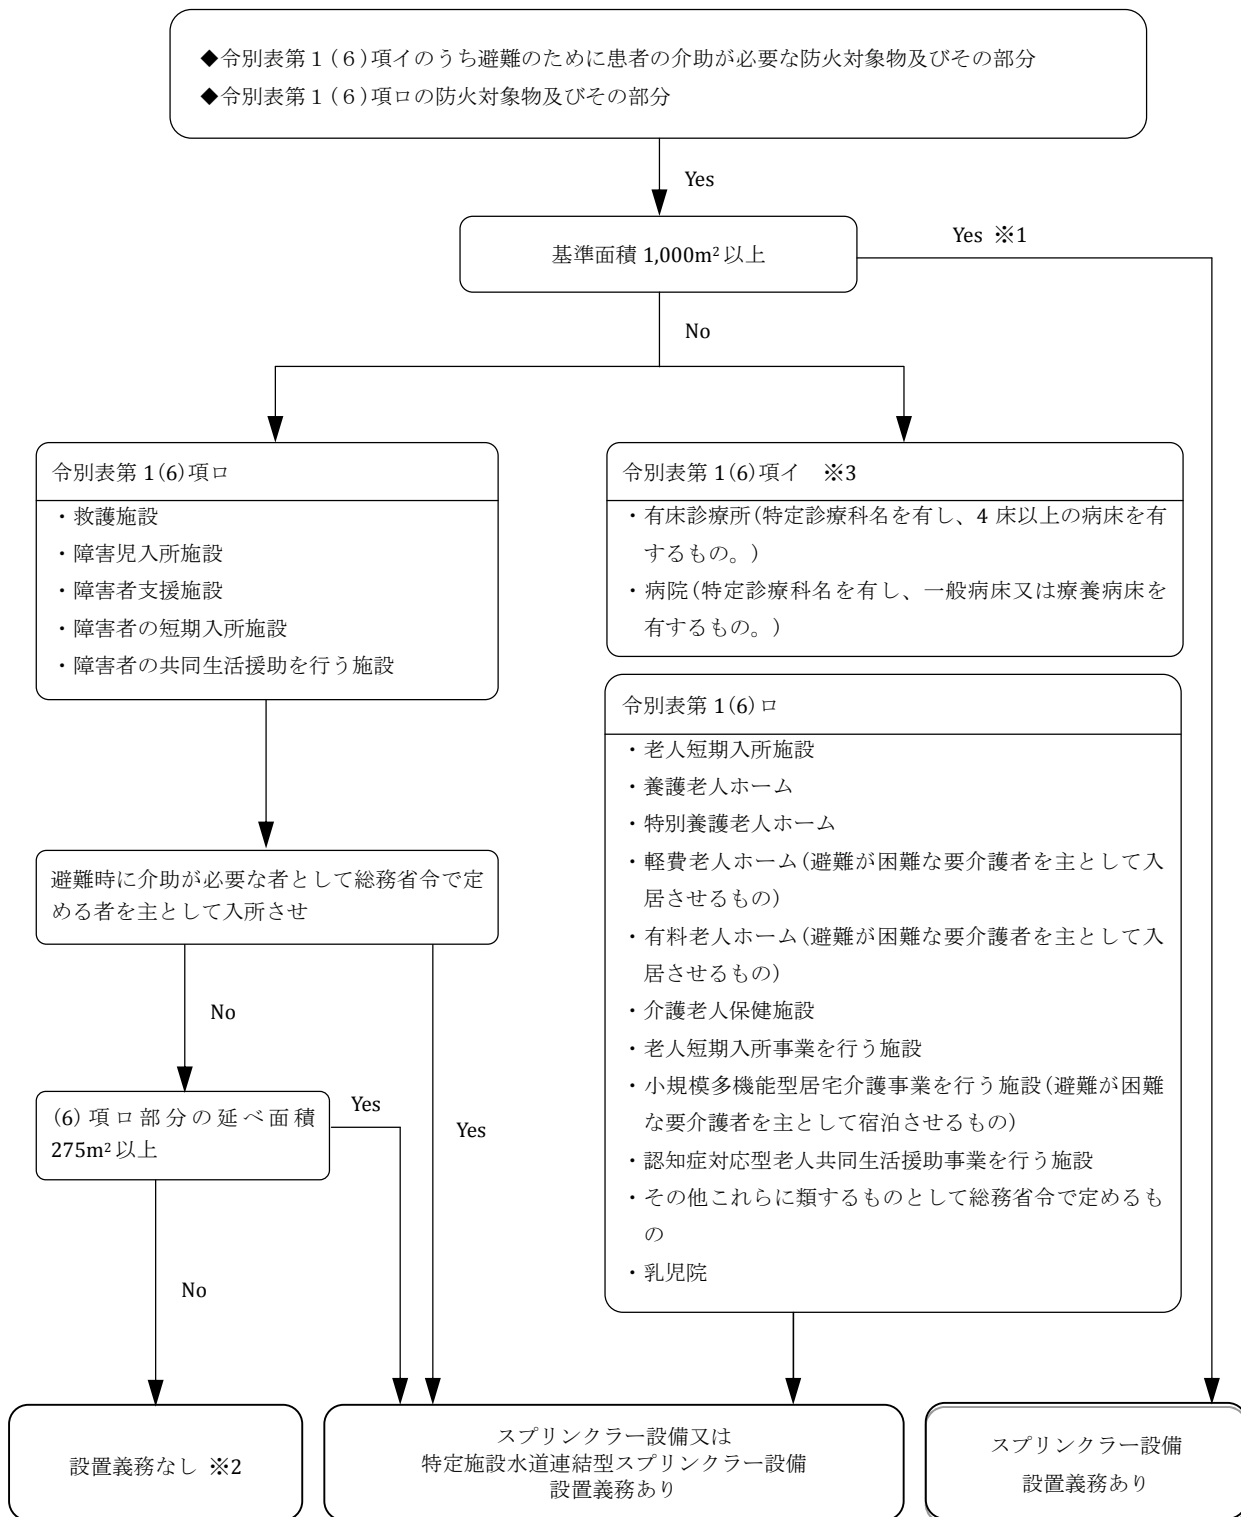 ◆令別表第１(６)項イのうち避難のために患者の介助が必要な防火対象物及びその部分
◆令別表第１(６)項ロの防火対象物及びその部分
Yes
基準面積 1,000m²以上
Yes ※1
No
令別表第 1(6)項ロ
・救護施設
・障害児入所施設
・障害者支援施設
・障害者の短期入所施設
・障害者の共同生活援助を行う施設
令別表第 1(6)項イ　※3
・有床診療所(特定診療科名を有し、4 床以上の病床を有
するもの。)
・病院(特定診療科名を有し、一般病床又は療養病床を
有するもの。)
令別表第 1(6)ロ
・老人短期入所施設
・養護老人ホーム
・特別養護老人ホーム
・軽費老人ホーム(避難が困難な要介護者を主として入
居させるもの)
・有料老人ホーム(避難が困難な要介護者を主として入
居させるもの)
・介護老人保健施設
・老人短期入所事業を行う施設
・小規模多機能型居宅介護事業を行う施設(避難が困難
な要介護者を主として宿泊させるもの)
・認知症対応型老人共同生活援助事業を行う施設
・その他これらに類するものとして総務省令で定めるも
の
・乳児院
避難時に介助が必要な者として総務省令で定
める者を主として入所させ
No
Yes
(6)項ロ部分の延べ面積
275m²以上
Yes
No
設置義務なし ※2
スプリンクラー設備又は
特定施設水道連結型スプリンクラー設備
設置義務あり
スプリンクラー設備
設置義務あり